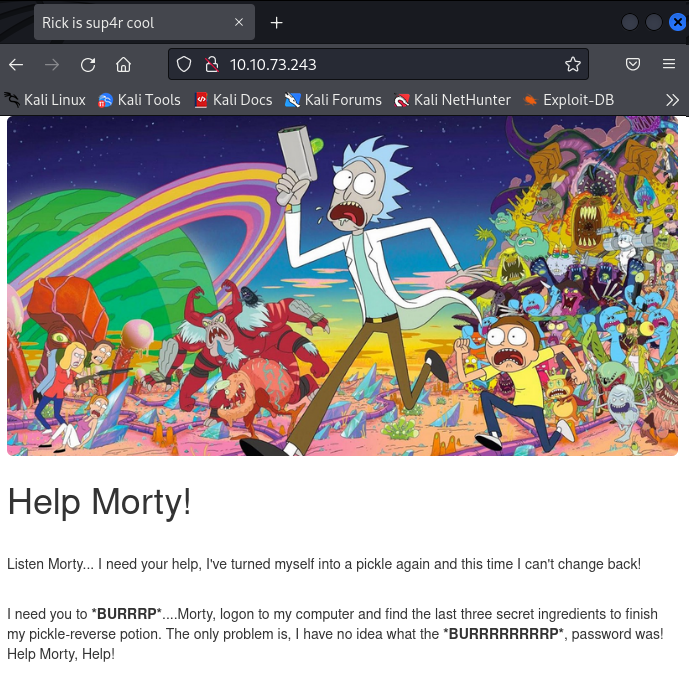 Rick is sup4r cool
10.10.73.243
Kali Linux Kali Tools Kali Docs Kali Forums Kali NetHunter Exploit-DB
Help Morty!
Listen Morty... I need your help, I've turned myself into a pickle again and this time I can't change back!
I need you to *BURRRP*....Morty, logon to my computer and find the last three secret ingredients to finish
my pickle-reverse potion. The only problem is, I have no idea what the *BURRRRRRRRP*, password was!
Help Morty, Help!